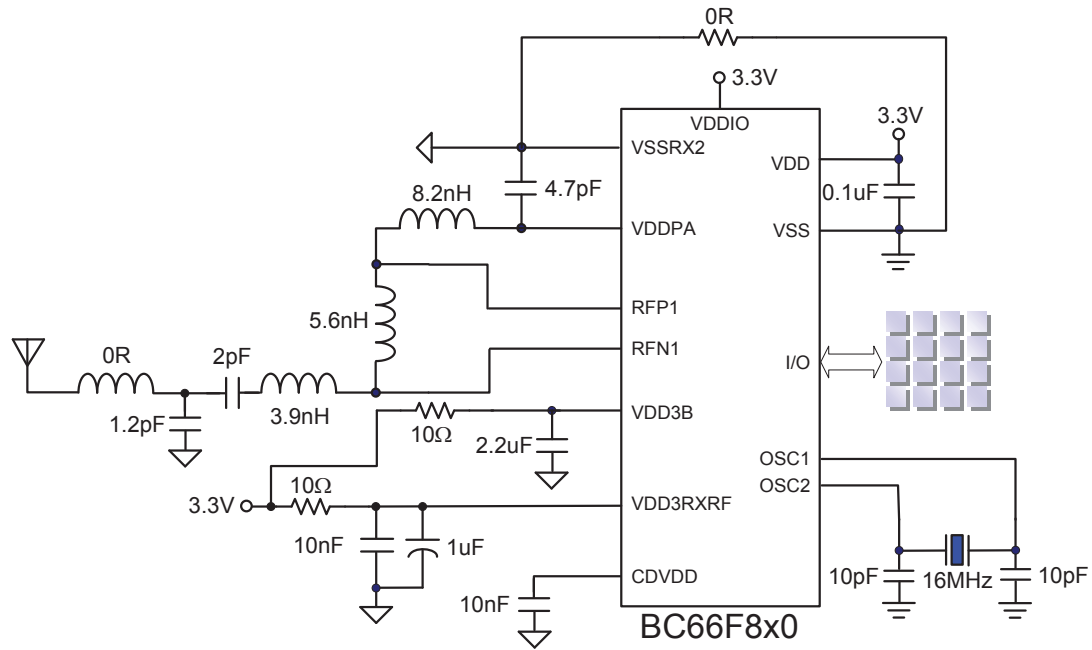 0R
3.3V
VDDIO
3.3V
VSSRX2
VDD
4.7pF
0.1uF
8.2nH
VDDPA
VSS
RFP1
5.6nH
RFN1
0R
2pF
I/O
3.9nH
1.2pF
10Ω
VDD3B
2.2uF
OSC1
OSC2
10Ω
3.3V
VDD3RXRF
10nF
1uF
10pF
16MHz
10pF
CDVDD
10nF
BC66F8x0